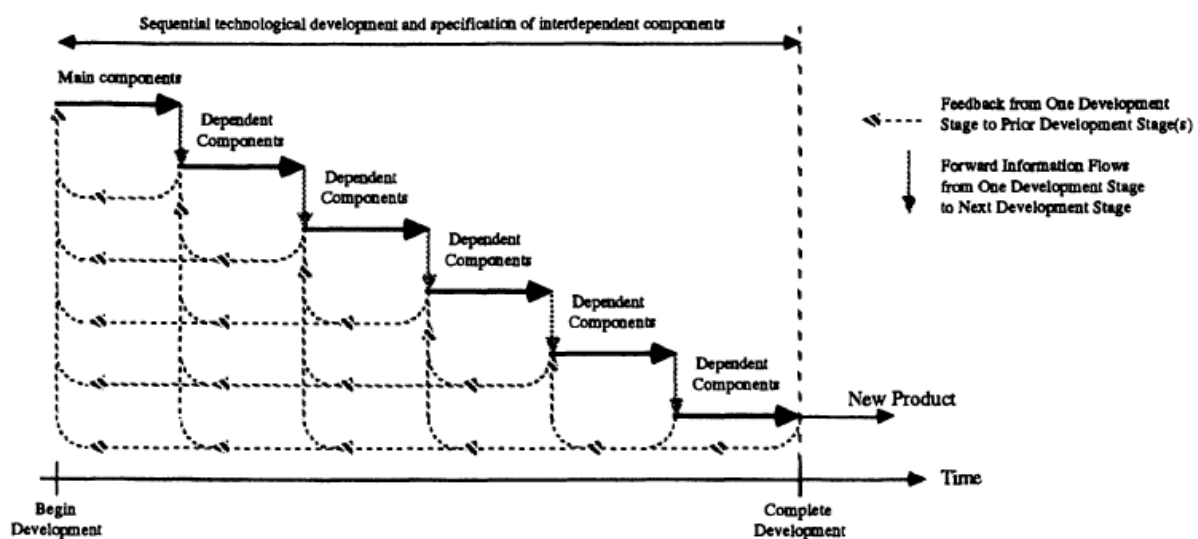 Sequential technological development and specification of interdependent components
Main components
Dependent
Components
Dependent
Components
Dependent
Components
Dependent
Components
Dependent
Components
New Product
Time
Begin
Development
Complete
Development
Feedback from One Development
Stage to Prior Development Stage(s)
Forward Information Flows
from One Development Stage
to Next Development Stage